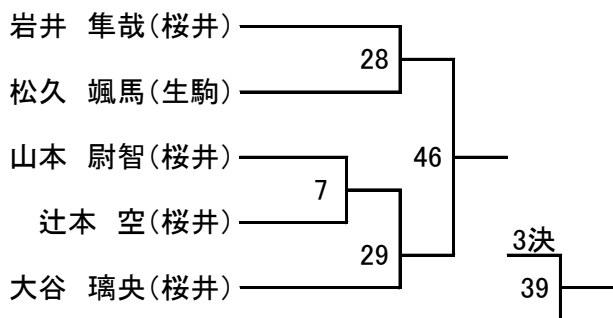 岩井　隼哉(桜井)
28
松久　颯馬(生駒)
46
山本　尉智(桜井)
7
辻本　空(桜井)
29
3決
大谷　璃央(桜井)
39